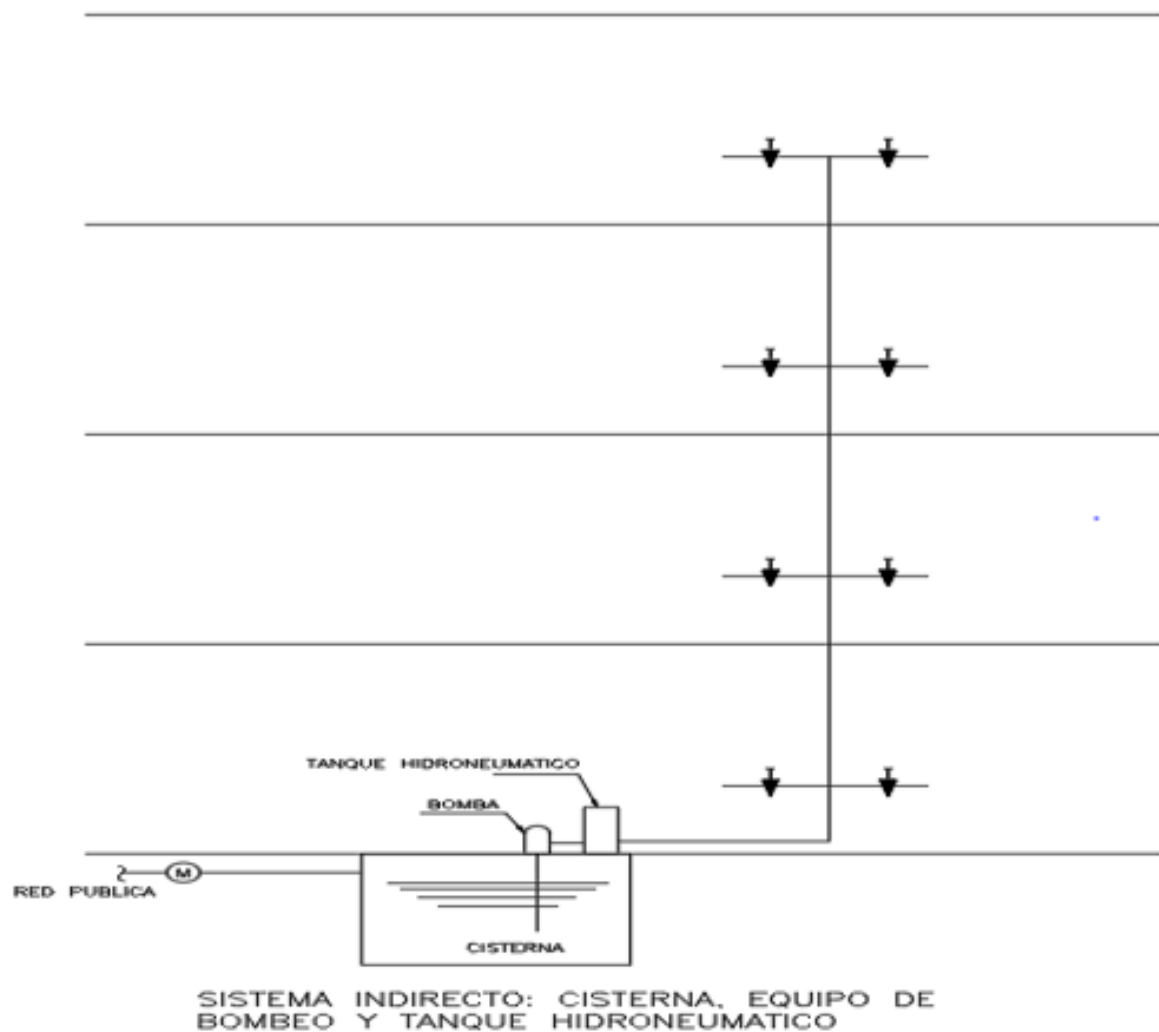 TANQUE HIDRONEUMATICO
BOMBA
M
RED PUBLICA
CISTERNA
SISTEMA INDIRECTO: CISTERNA, EQUIPO DE
BOMBEO Y TANQUE HIDRONEUMATICO